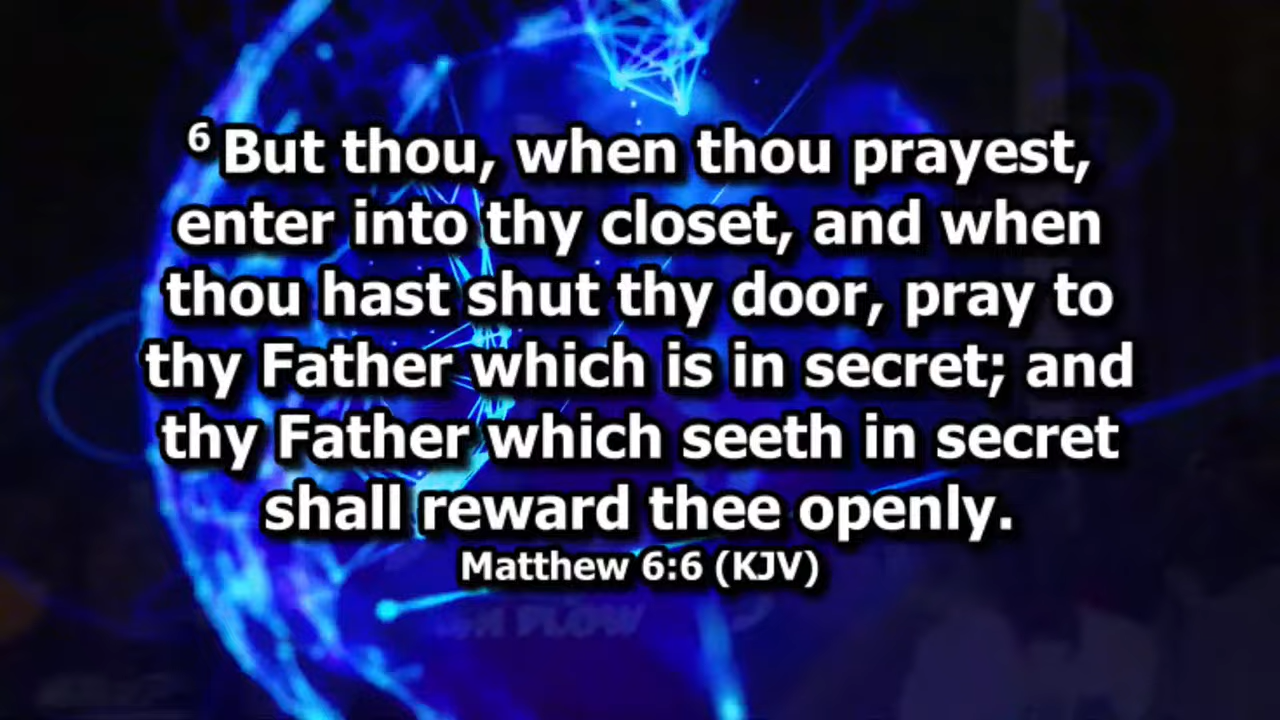 6 But thou, when thou prayest,
enter into thy closet, and when
thou hast shut thy door, pray to
thy Father which is in secret; and
thy Father which seeth in secret
shall reward thee openly.
Matthew 6:6 (KJV)